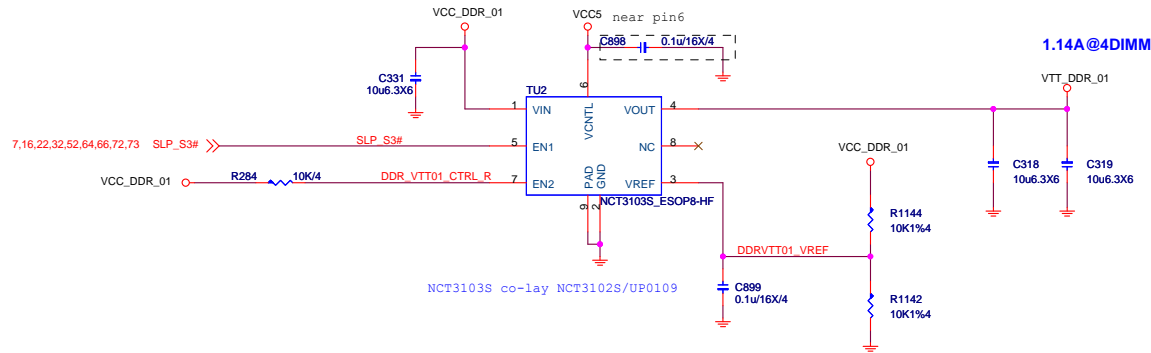 VCC_DDR_01
VCC5
near pin6
C898
0.1u/16X/4
1.14A@4DIMM
C331
10u6.3X6
TU2
6
VTT_DDR_01
1
VIN
VCNTL
VOUT
4
7,16,22,32,52,64,66,72,73
SLP_S3#
SLP_S3#
5
EN1
NC
8
VCC_DDR_01
C318
10u6.3X6
C319
10u6.3X6
VCC_DDR_01
R284
10K/4
DDR_VTT01_CTRL_R
7
EN2
PAD
GND
VREF
3
9
2
NCT3103S_ESOP8-HF
R1144
10K1%4
DDRVTT01_VREF
NCT3103S co-lay NCT3102S/UP0109
C899
0.1u/16X/4
R1142
10K1%4